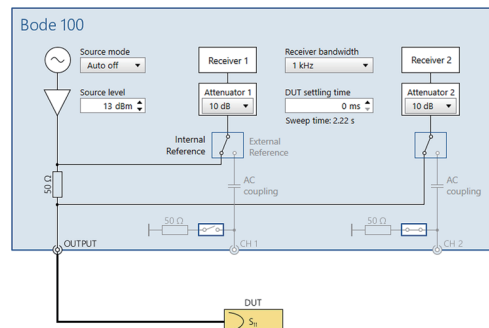 Bode 100
Source mode
Auto off
Receiver 1
Receiver bandwidth
1 kHz
Receiver 2
Source level
13 dBm
Attenuator 1
10 dB
DUT settling time
0 ms
Sweep time: 2.22 s
Attenuator 2
10 dB
Internal
Reference
External
Reference
50 Ω
AC
coupling
AC
coupling
50 Ω
50 Ω
OUTPUT
CH 1
CH 2
DUT
S11